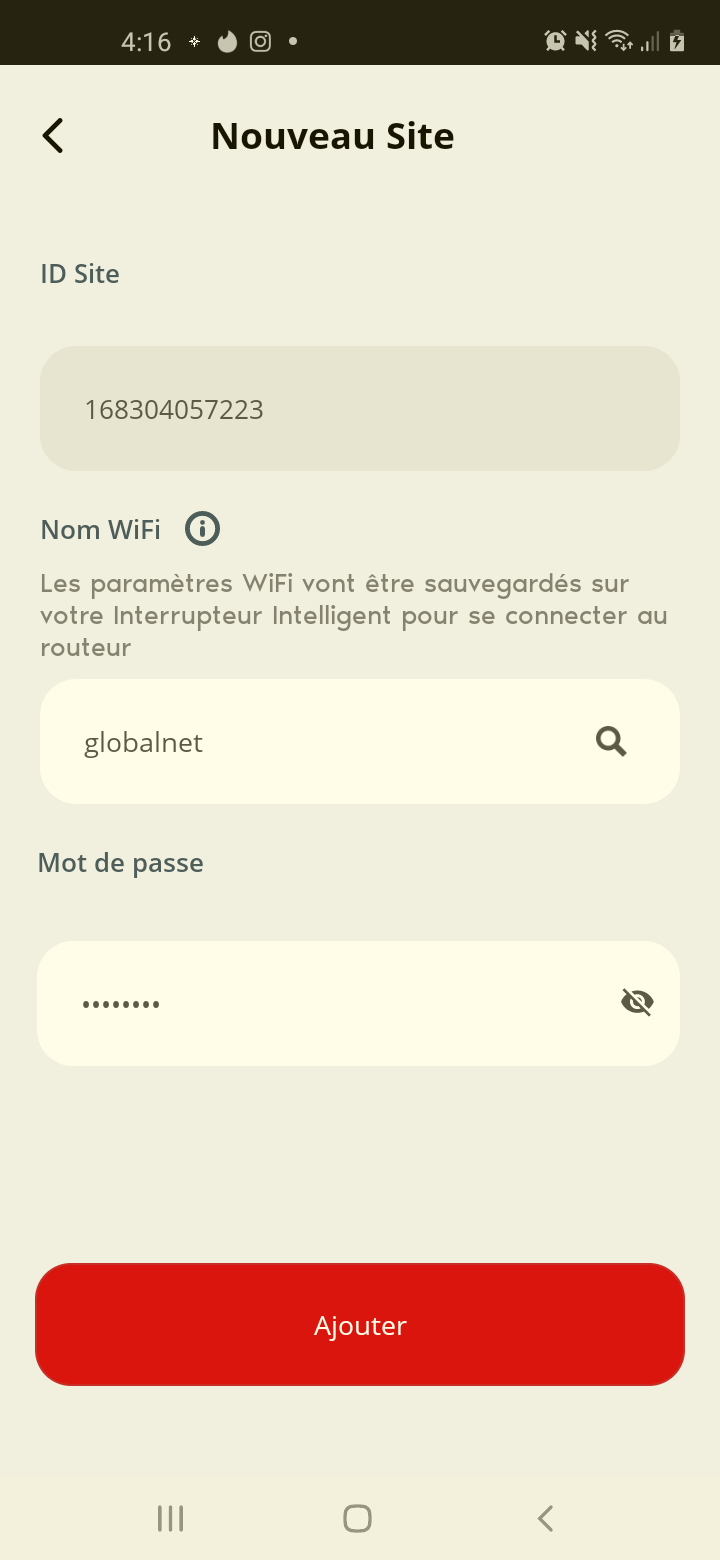 4:16
Nouveau Site
ID Site
168304057223
Nom WiFi
Les paramètres WiFi vont être sauvegardés sur
votre Interrupteur Intelligent pour se connecter au
routeur
globalnet
Mot de passe
••••••••
Ajouter